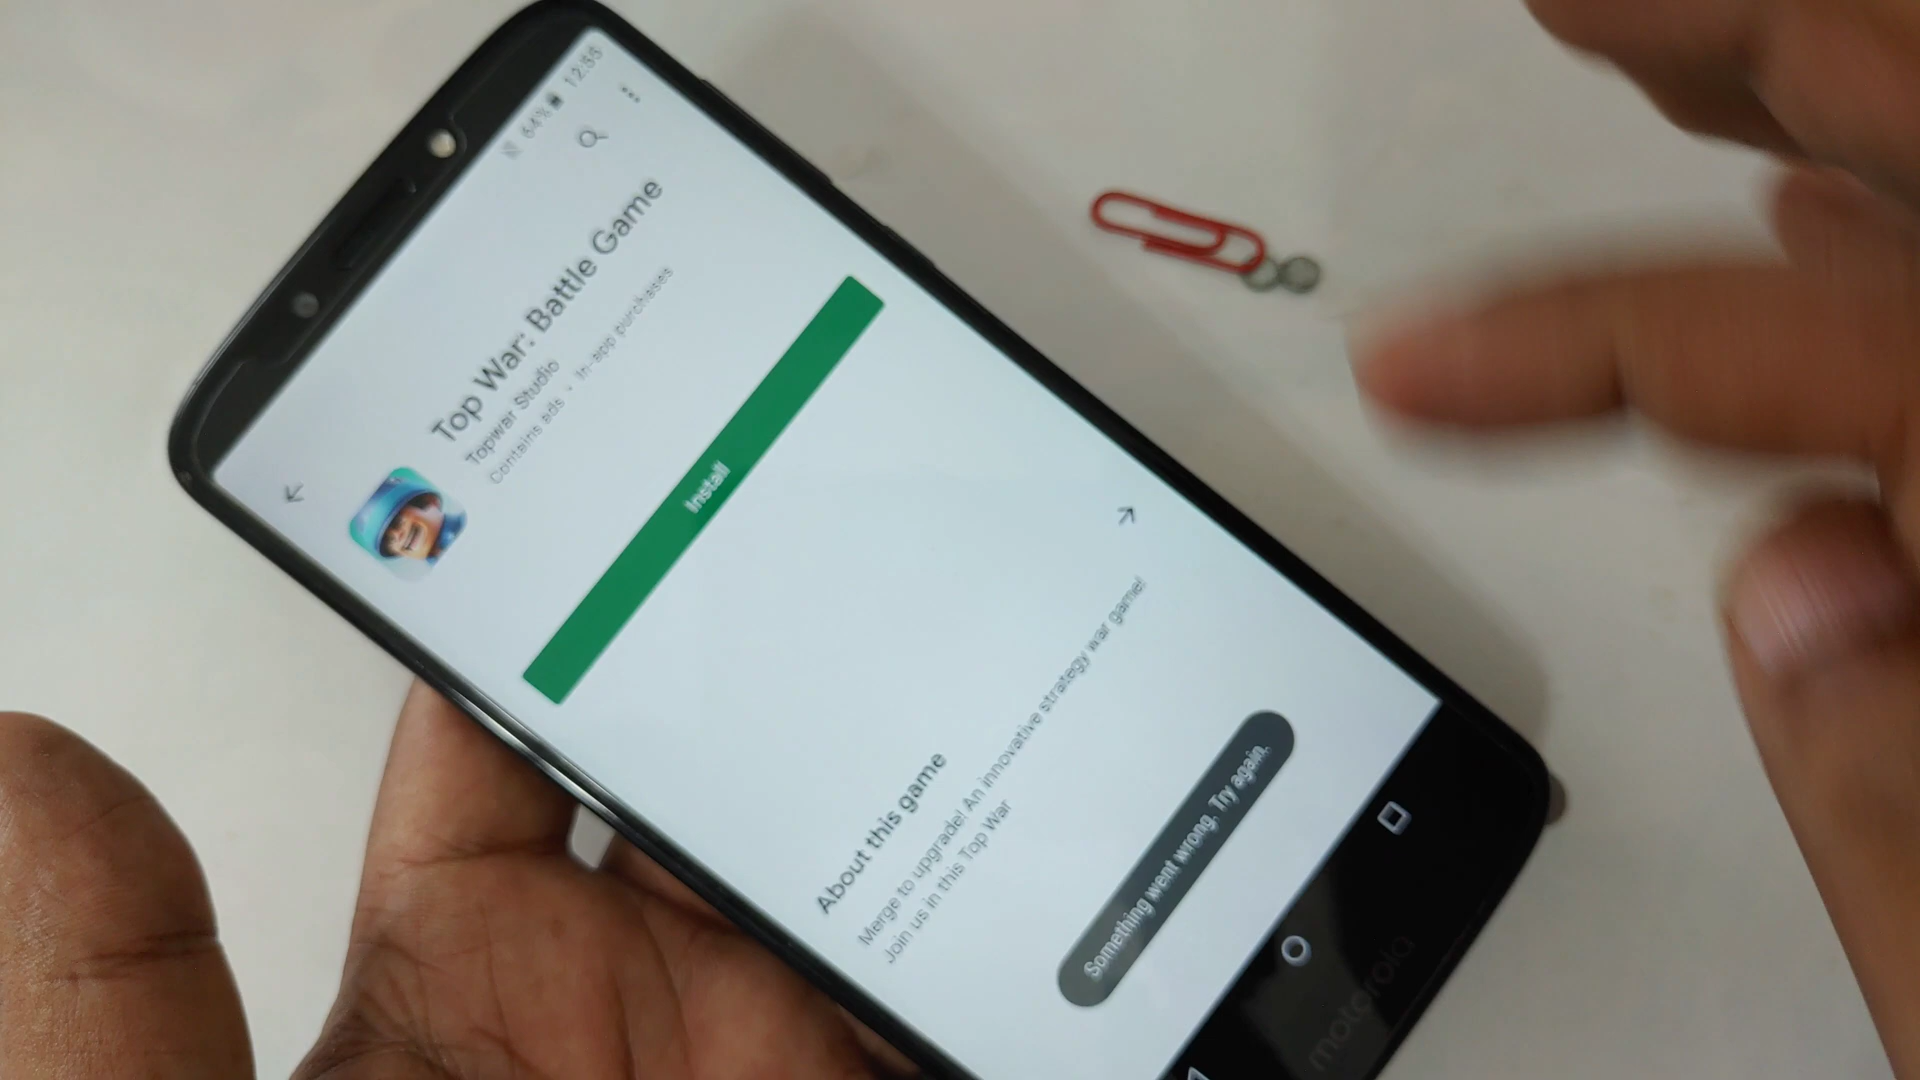 64% 12:55
Top War: Battle Game
Topwar Studio
Contains ads • In-app purchases
Install
About this game
Merge to upgrade! An innovative strategy war game!
Join us in this Top War
Something went wrong. Try again.
motorola